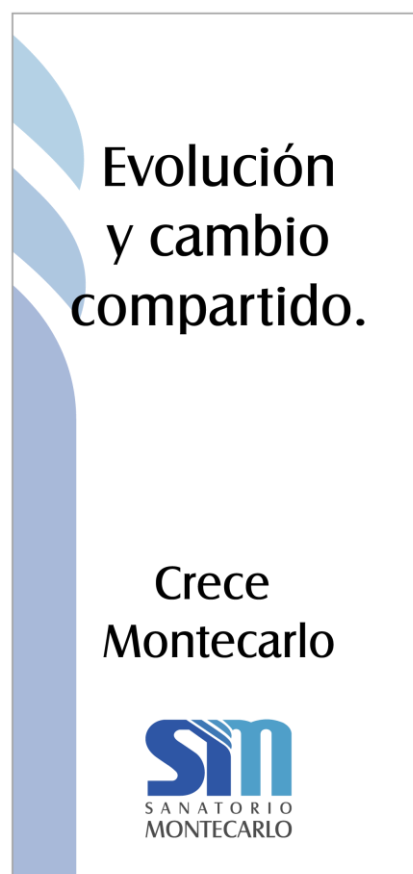 Evolución
y cambio
compartido.
Crece
Montecarlo
sm
SANATORIO
MONTECARLO